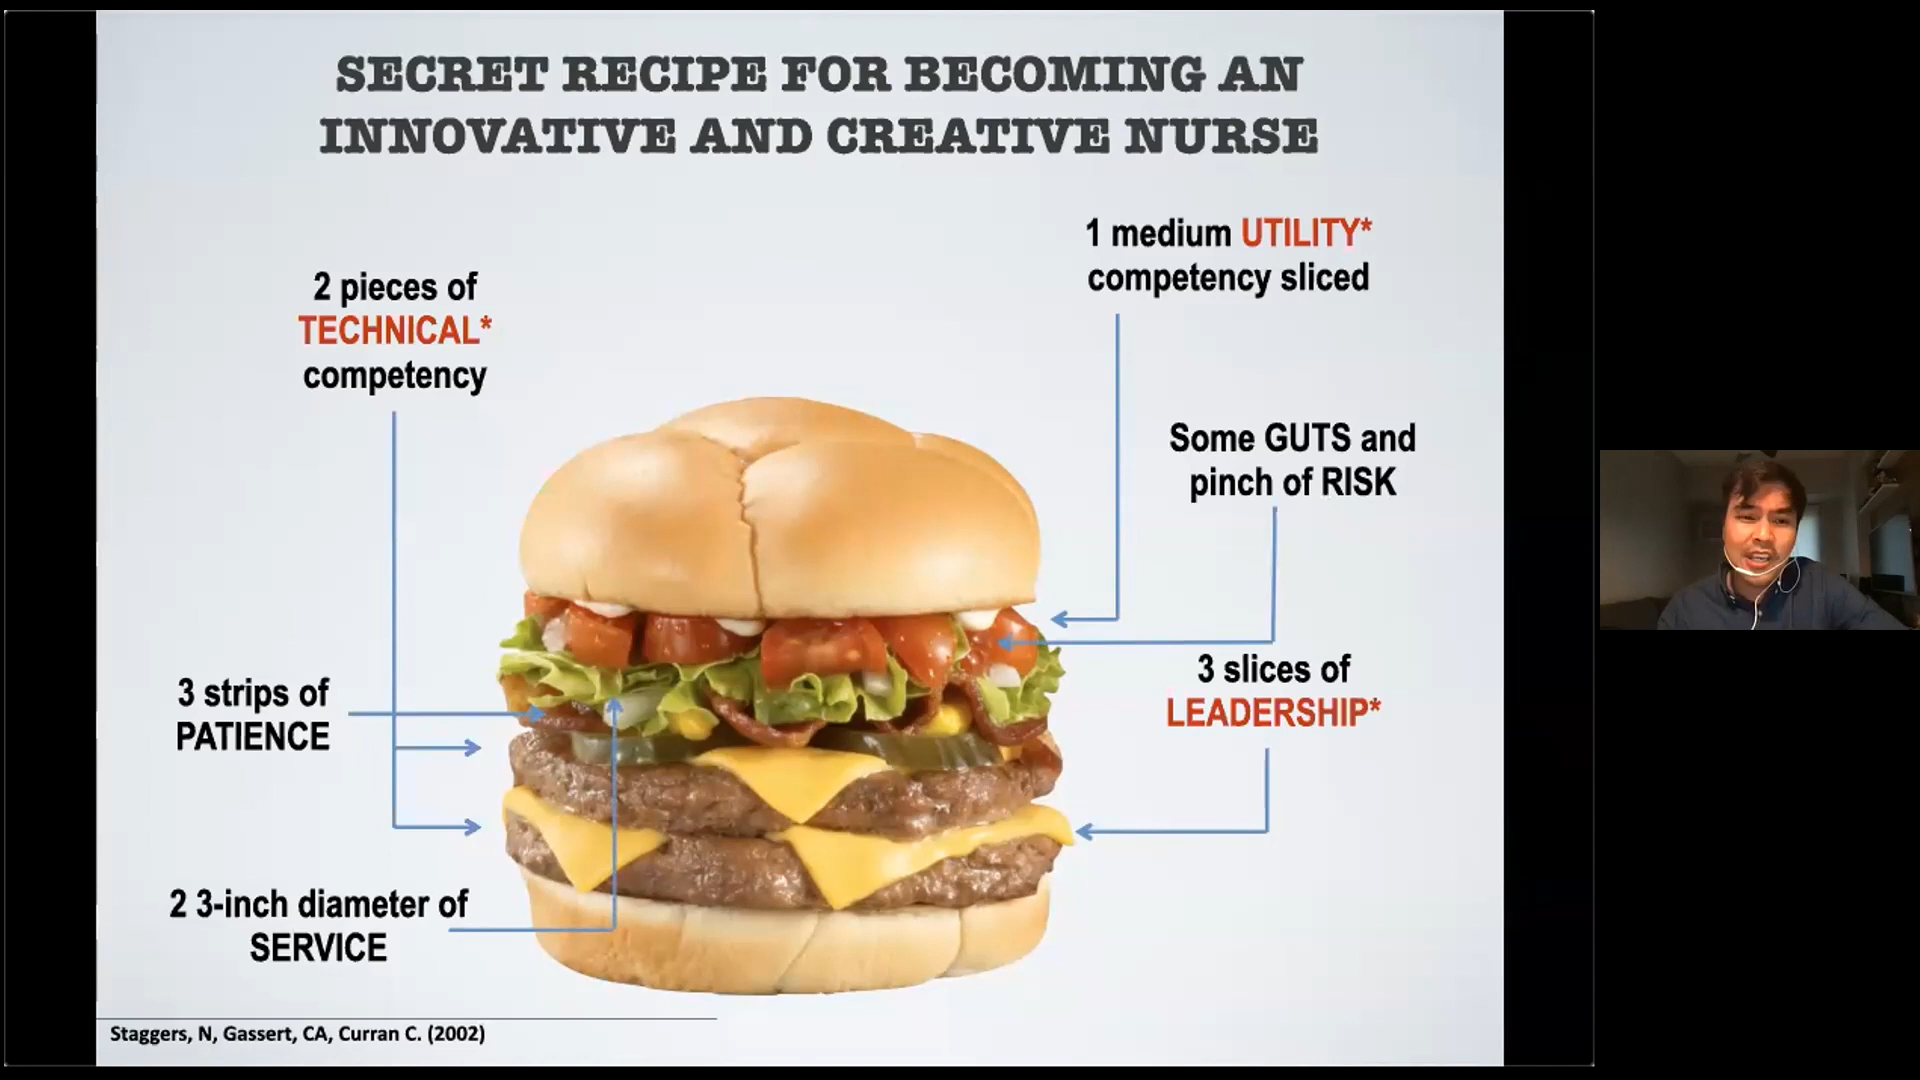 SECRET RECIPE FOR BECOMING AN
INNOVATIVE AND CREATIVE NURSE
1 medium UTILITY*
competency sliced
2 pieces of
TECHNICAL*
competency
Some GUTS and
pinch of RISK
3 slices of
LEADERSHIP*
3 strips of
PATIENCE
2 3-inch diameter of
SERVICE
Staggers, N, Gassert, CA, Curran C. (2002)